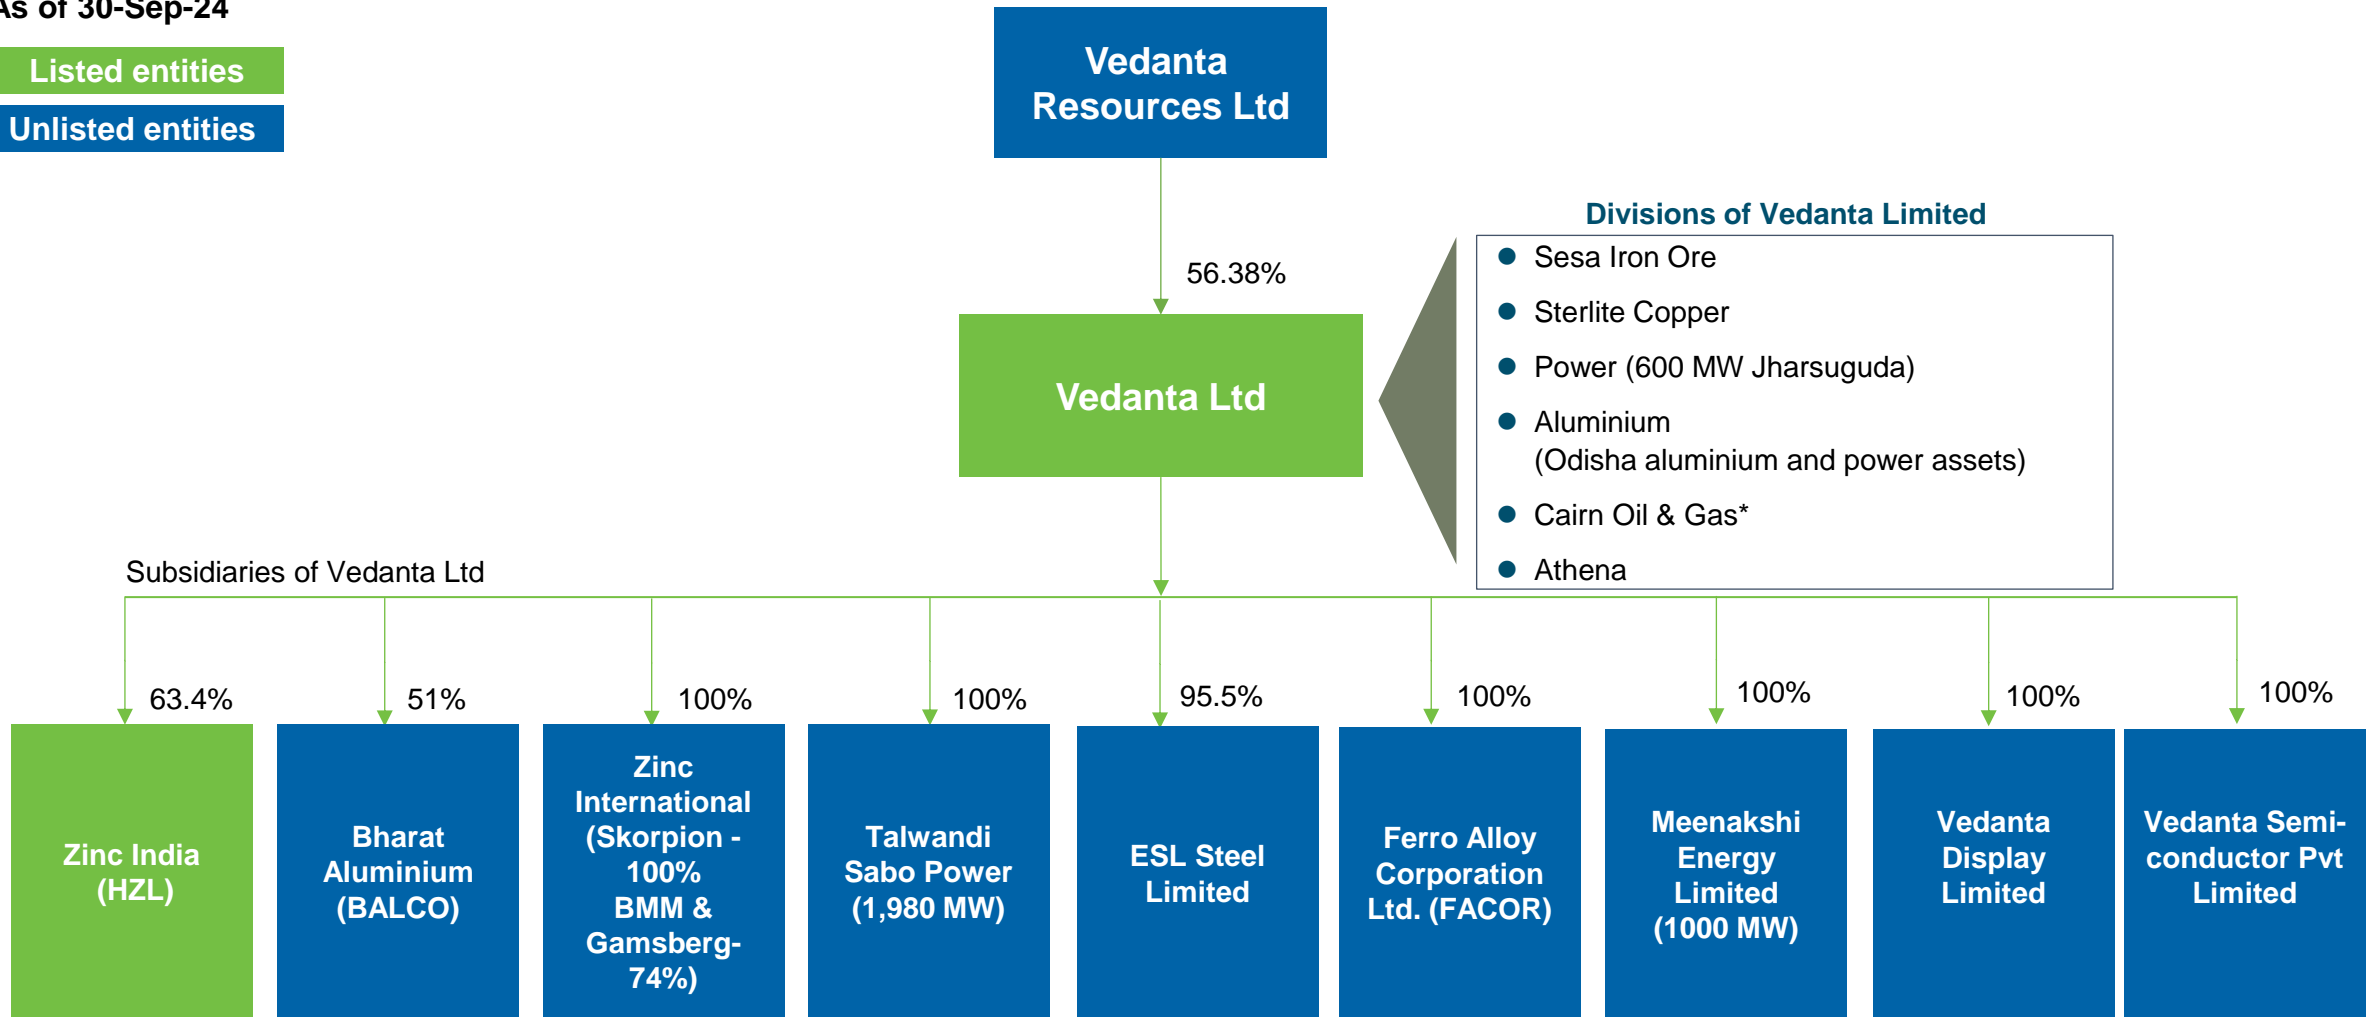 As of 30-Sep-24
Listed entities
Unlisted entities
Vedanta
Resources Ltd
56.38%
Vedanta Ltd
Divisions of Vedanta Limited
Sesa Iron Ore
Sterlite Copper
Power (600 MW Jharsuguda)
Aluminium
(Odisha aluminium and power assets)
Cairn Oil & Gas*
Athena
Subsidiaries of Vedanta Ltd
63.4%
51%
100%
100%
95.5%
100%
100%
100%
100%
Zinc India
(HZL)
Bharat
Aluminium
(BALCO)
Zinc
International
(Skorpion -
100%
BMM &
Gamsberg-
74%)
Talwandi
Sabo Power
(1,980 MW)
ESL Steel
Limited
Ferro Alloy
Corporation
Ltd. (FACOR)
Meenakshi
Energy
Limited
(1000 MW)
Vedanta
Display
Limited
Vedanta Semi-
conductor Pvt
Limited